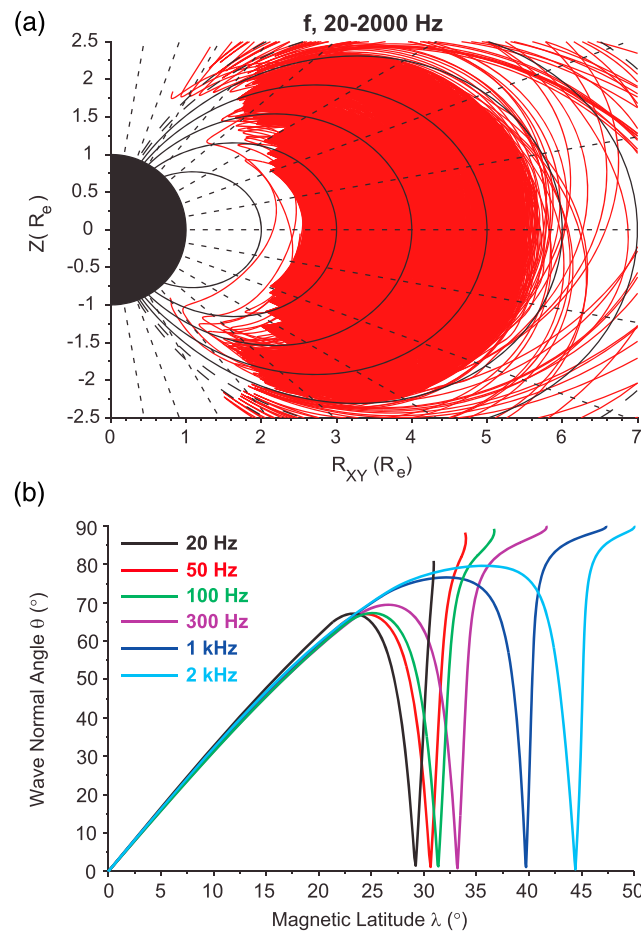 (a)
f, 20-2000 Hz
2.5
2
1.5
1
0.5
0
-0.5
-1
-1.5
-2
-2.5
Z( Re)
0 1 2 3 4 5 6 7
RXY (Re)
(b)
90
80
70
60
50
40
30
20
10
0
Wave Normal Angle θ (°)
20 Hz
50 Hz
100 Hz
300 Hz
1 kHz
2 kHz
0 5 10 15 20 25 30 35 40 45 50
Magnetic Latitude λ (°)